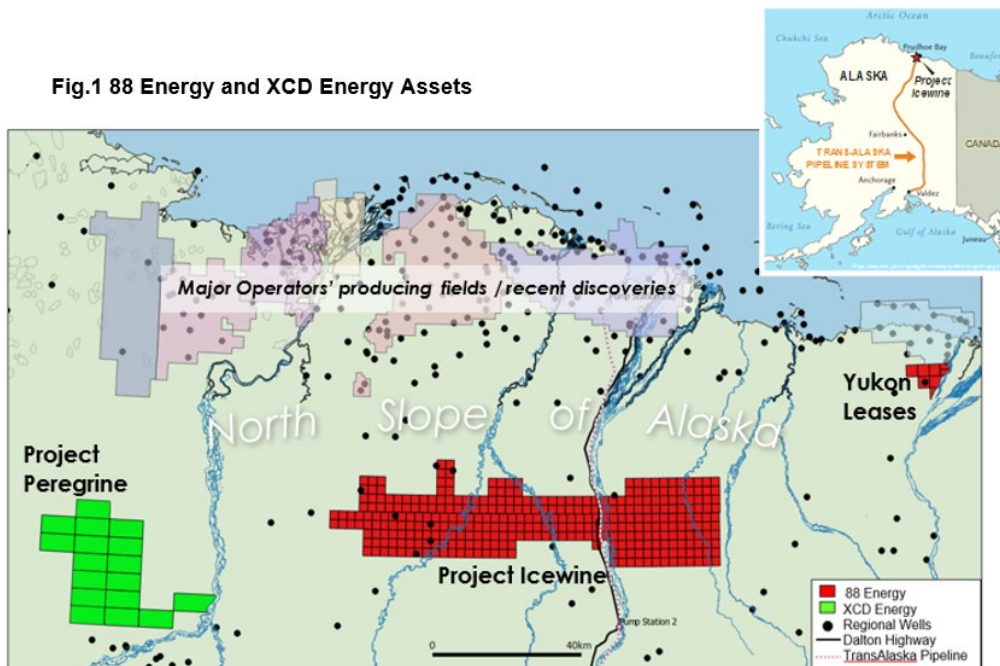 Fig.1 88 Energy and XCD Energy Assets
Arctic Ocean
Chukchi Sea
Prudhoe Bay
ALASKA
Project
Icewine
Fairbanks
CANAD
TRANS-ALASKA
PIPELINE SYSTEM
Anchorage
Valdez
Bering Sea
Gulf of Alaska
Juneau
Major Operators' producing fields / recent discoveries
Yukon
Leases
North Slope of Alaska
Project
Peregrine
Project Icewine
Pump Station 2
0 40km
88 Energy
XCD Energy
Regional Wells
Dalton Highway
TransAlaska Pipeline